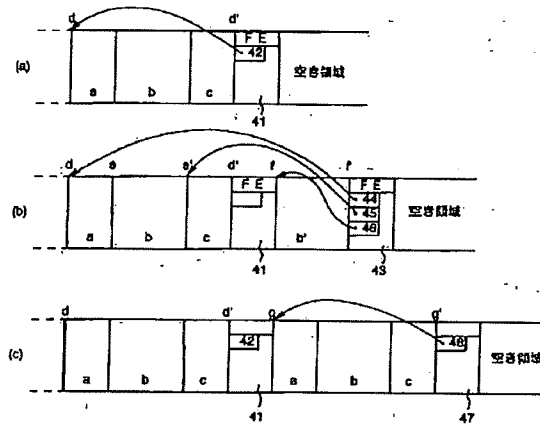 d d'
F E
(a) 42 空き領域
a b c
41
d e e' d' f f'
F E F E
(b) 44 空き領域
45
46
a b c b'
41 43
d d' g g'
(c) 42 48 空き領域
a b c a b c
41 47